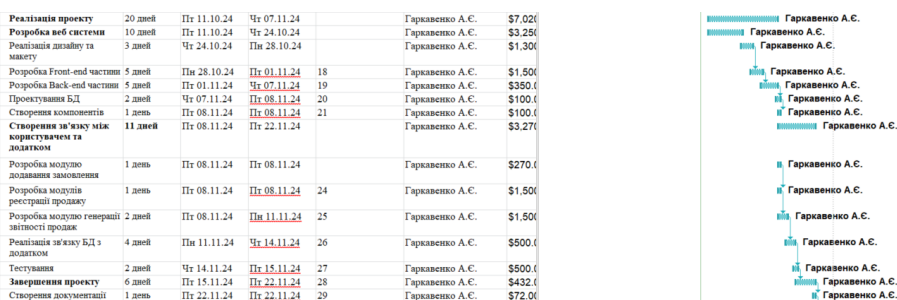 Реалізація проекту 20 дней Пт 11.10.24 Чт 07.11.24 Гаркавенко А.Є. $7,020 Гаркавенко А.Є.
Розробка веб системи 10 дней Пт 11.10.24 Чт 24.10.24 Гаркавенко А.Є. $3,250 Гаркавенко А.Є.
Реалізація дизайну та 3 дней Чт 24.10.24 Пн 28.10.24 Гаркавенко А.Є. $1,300 Гаркавенко А.Є.
макету
Розробка Front-end частини 5 дней Пн 28.10.24 Пт 01.11.24 18 Гаркавенко А.Є. $1,500 Гаркавенко А.Є.
Розробка Back-end частини 5 дней Пт 01.11.24 Чт 07.11.24 19 Гаркавенко А.Є. $350.0 Гаркавенко А.Є.
Проектування БД 2 дней Чт 07.11.24 Пт 08.11.24 20 Гаркавенко А.Є. $100.0 Гаркавенко А.Є.
Створення компонентів 1 день Пт 08.11.24 Пт 08.11.24 21 Гаркавенко А.Є. $100.0 Гаркавенко А.Є.
Створення зв'язку між 11 дней Пт 08.11.24 Пт 22.11.24 Гаркавенко А.Є. $3,270 Гаркавенко А.Є.
користувачем та
додатком
Розробка модулю 1 день Пт 08.11.24 Пт 08.11.24 Гаркавенко А.Є. $270.0 Гаркавенко А.Є.
додавання замовлення
Розробка модулів 1 день Пт 08.11.24 Пт 08.11.24 24 Гаркавенко А.Є. $1,500 Гаркавенко А.Є.
реєстрації продажу
Розробка модулю генерації 2 дней Пт 08.11.24 Пн 11.11.24 25 Гаркавенко А.Є. $1,500 Гаркавенко А.Є.
звітності продаж
Реалізація зв'язку БД з 4 дней Пн 11.11.24 Чт 14.11.24 26 Гаркавенко А.Є. $500.0 Гаркавенко А.Є.
додатком
Тестування 2 дней Чт 14.11.24 Пт 15.11.24 27 Гаркавенко А.Є. $500.0 Гаркавенко А.Є.
Завершення проекту 6 дней Пт 15.11.24 Пт 22.11.24 28 Гаркавенко А.Є. $432.0 Гаркавенко А.Є.
Створення документації 1 день Пт 22.11.24 Пт 22.11.24 29 Гаркавенко А.Є. $72.00 Гаркавенко А.Є.